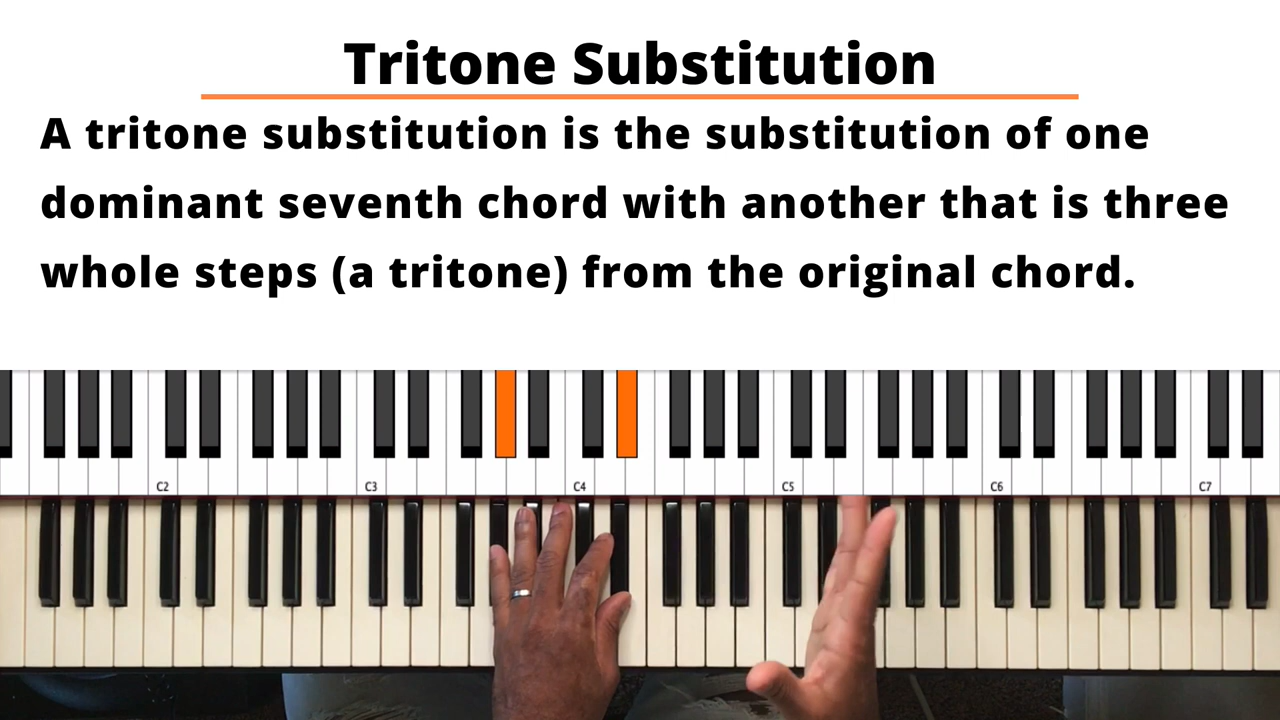 Tritone Substitution
A tritone substitution is the substitution of one
dominant seventh chord with another that is three
whole steps (a tritone) from the original chord.
C2 C3 C4 C5 C6 C7